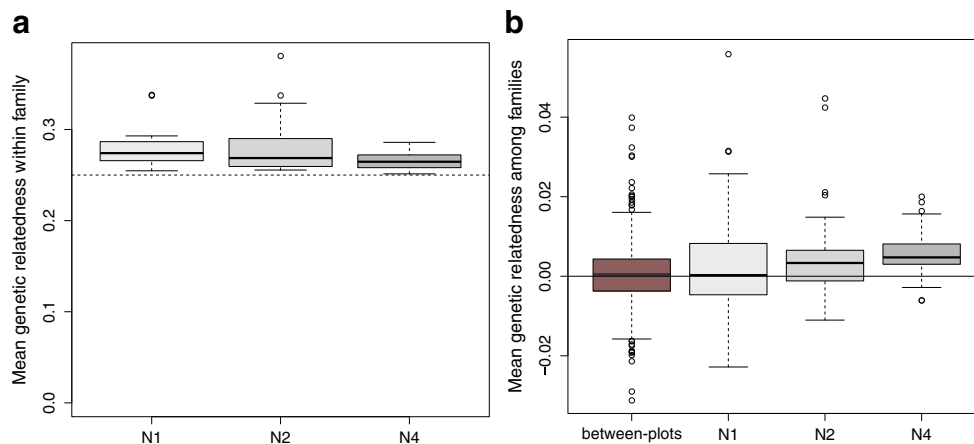 a
Mean genetic relatedness within family
0.3
0.2
0.1
0.0
N1 N2 N4
b
Mean genetic relatedness among families
0.04
0.02
0.00
−0.02
between-plots N1 N2 N4